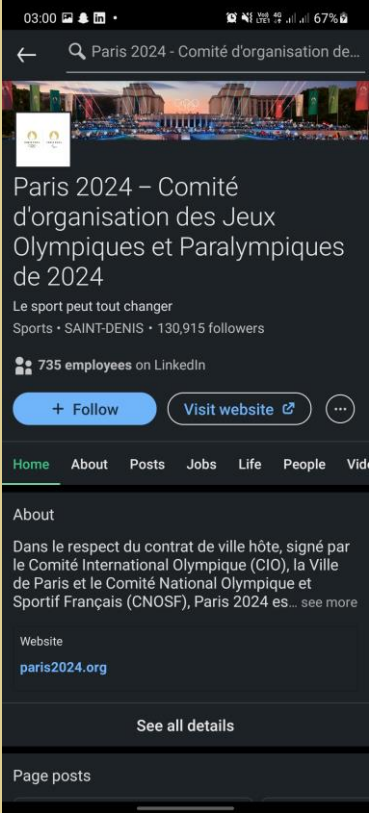 03:00
67%
Paris 2024 - Comité d'organisation de...
Paris 2024 – Comité
d'organisation des Jeux
Olympiques et Paralympiques
de 2024
Le sport peut tout changer
Sports • SAINT-DENIS • 130,915 followers
735 employees on LinkedIn
+ Follow
Visit website
Home About Posts Jobs Life People Vide
About
Dans le respect du contrat de ville hôte, signé par
le Comité International Olympique (CIO), la Ville
de Paris et le Comité National Olympique et
Sportif Français (CNOSF), Paris 2024 es... see more
Website
paris2024.org
See all details
Page posts